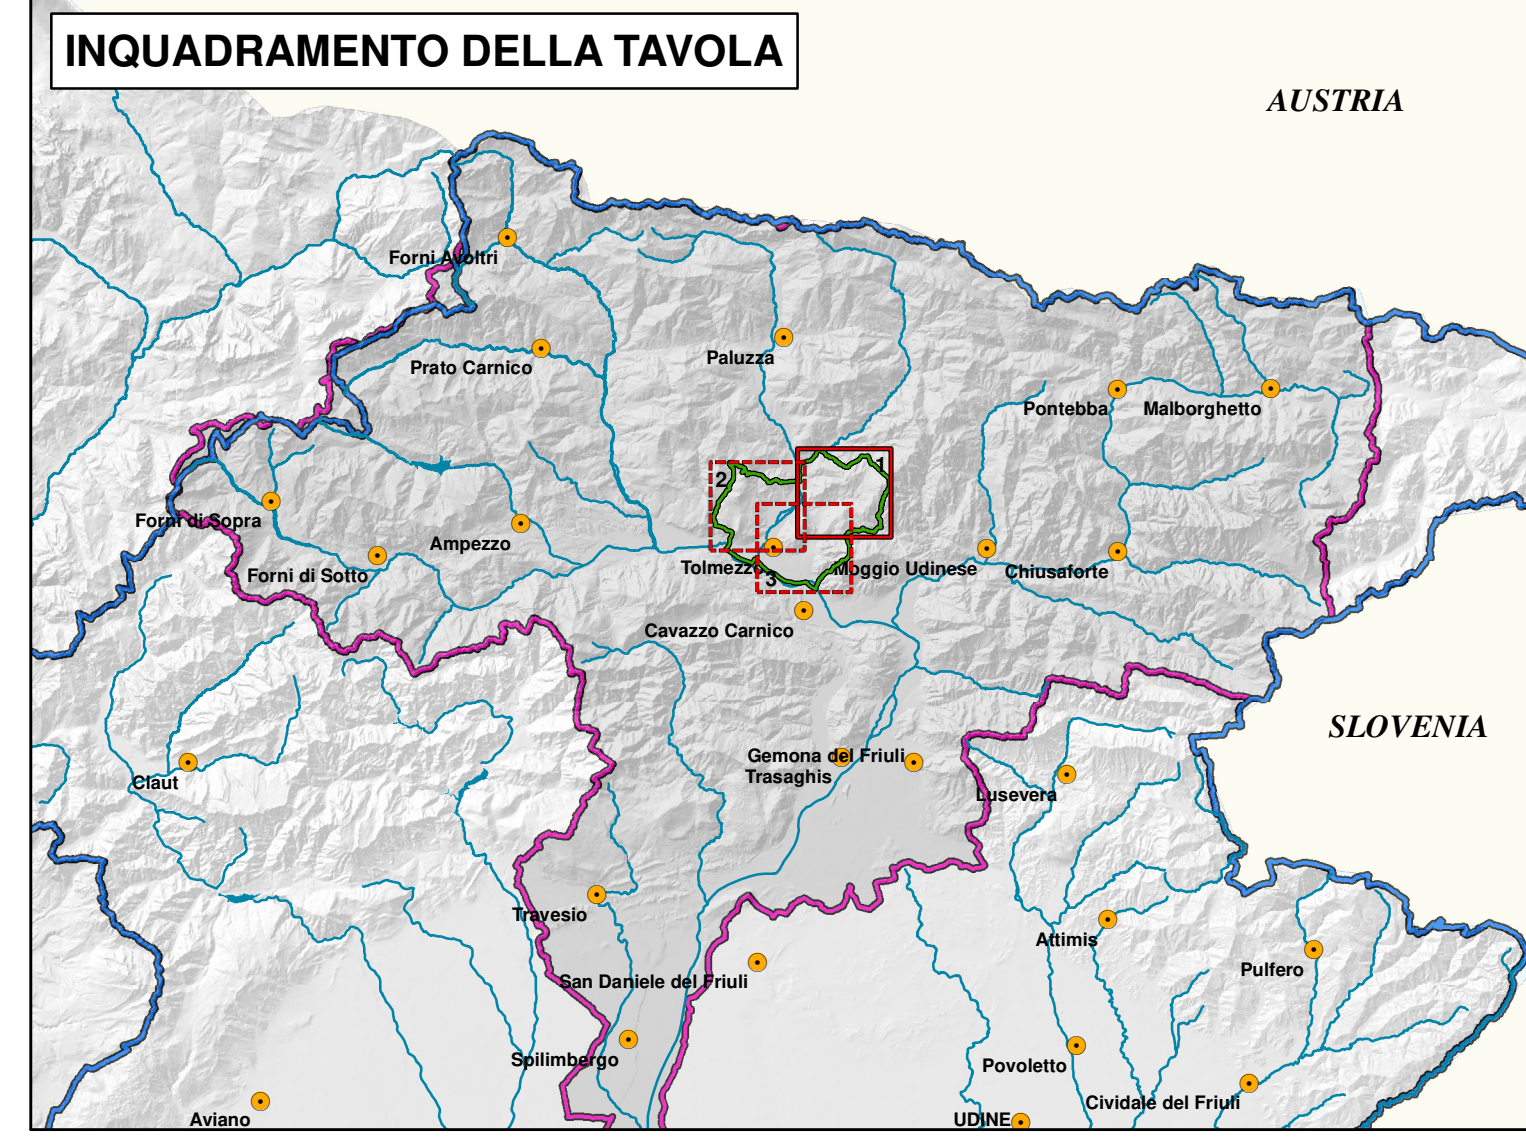 INQUADRAMENTO DELLA TAVOLA
AUSTRIA
Forni Avoltri
Paluzza
Prato Carnico
Pontebba
Malborghetto
1
2
Forni di Sopra
Ampezzo
Forni di Sotto
Tolmezzo
3
Moggio Udinese
Chiusaforte
Cavazzo Carnico
SLOVENIA
Gemona del Friuli
Trasaghis
Claut
Lusevera
Travesio
Attimis
Pulfero
San Daniele del Friuli
Spilimbergo
Povoletto
Cividale del Friuli
Aviano
UDINE